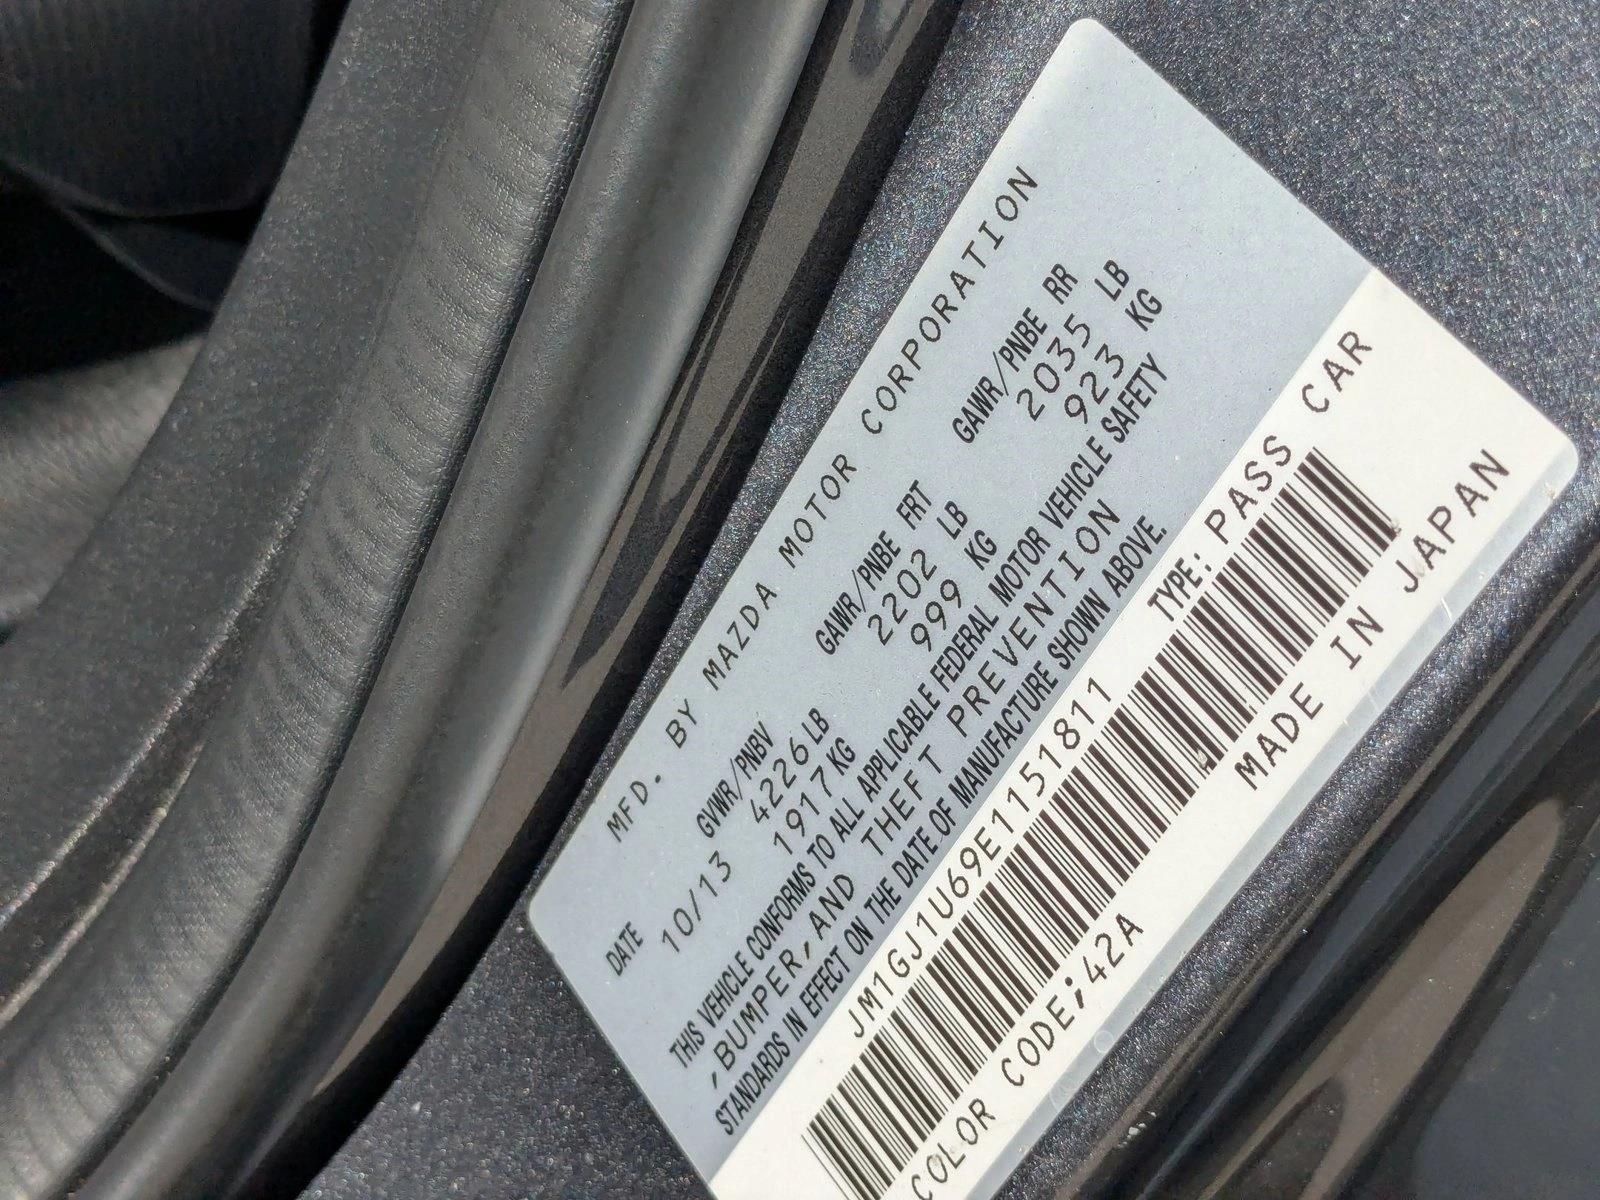 MFD. BY MAZDA MOTOR CORPORATION
DATE GVWR/PNBV GAWR/PNBE FRT GAWR/PNBE RR
10/13 4226 LB 2202 LB 2035 LB
1917 KG 999 KG 923 KG
THIS VEHICLE CONFORMS TO ALL APPLICABLE FEDERAL MOTOR VEHICLE SAFETY
, BUMPER, AND THEFT PREVENTION
STANDARDS IN EFFECT ON THE DATE OF MANUFACTURE SHOWN ABOVE.
JM1GJ1U69E1151811 TYPE: PASS CAR
COLOR CODE;42A MADE IN JAPAN